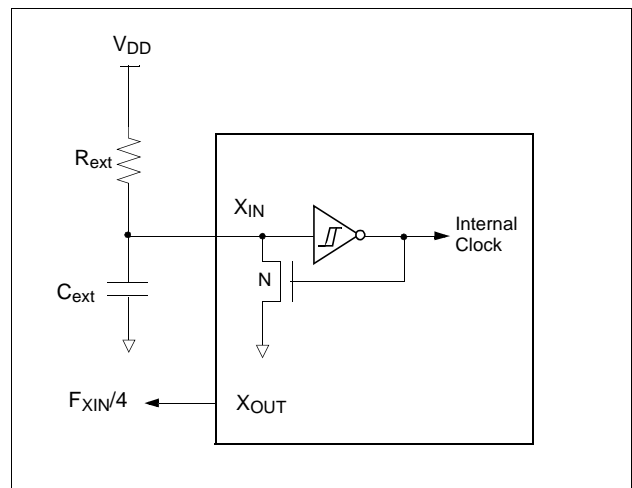 VDD
Rext
XIN
Internal
Clock
N
Cext
FXIN/4
XOUT